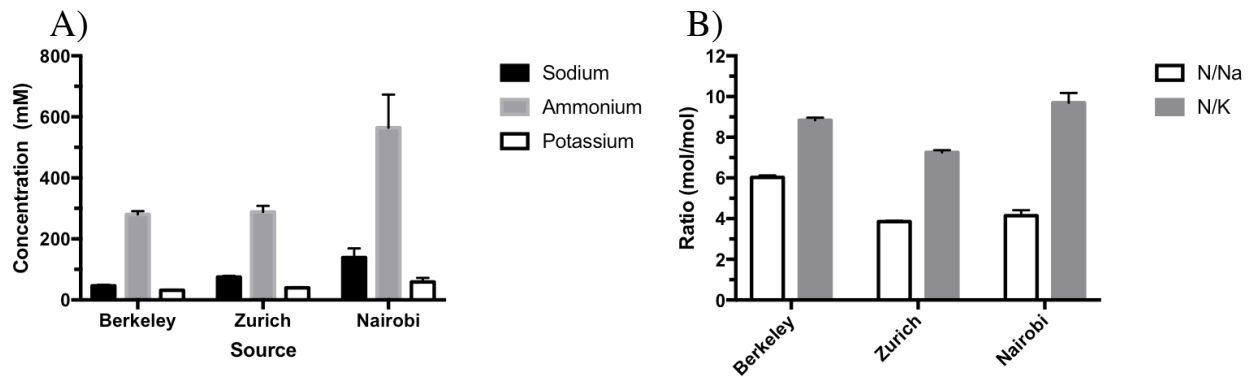 A)
800
600
400
200
0
Concentration (mM)
Berkeley
Zurich
Nairobi
Source
Sodium
Ammonium
Potassium
B)
12
10
8
6
4
2
0
Ratio (mol/mol)
Berkeley
Zurich
Nairobi
N/Na
N/K